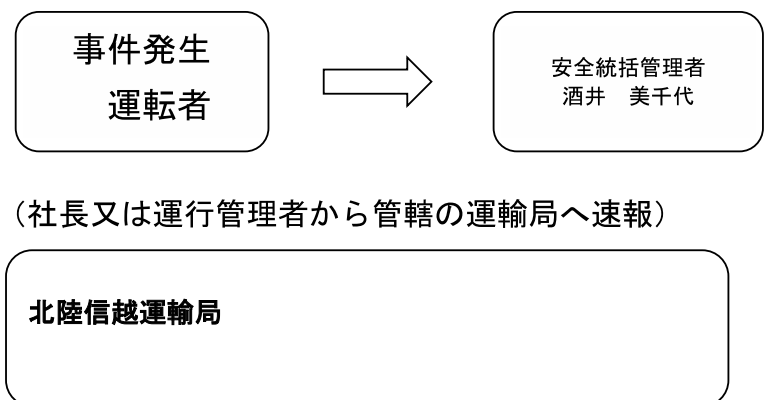 事件発生
運転者
安全統括管理者
酒井　美千代
（社長又は運行管理者から管轄の運輸局へ速報）
北陸信越運輸局